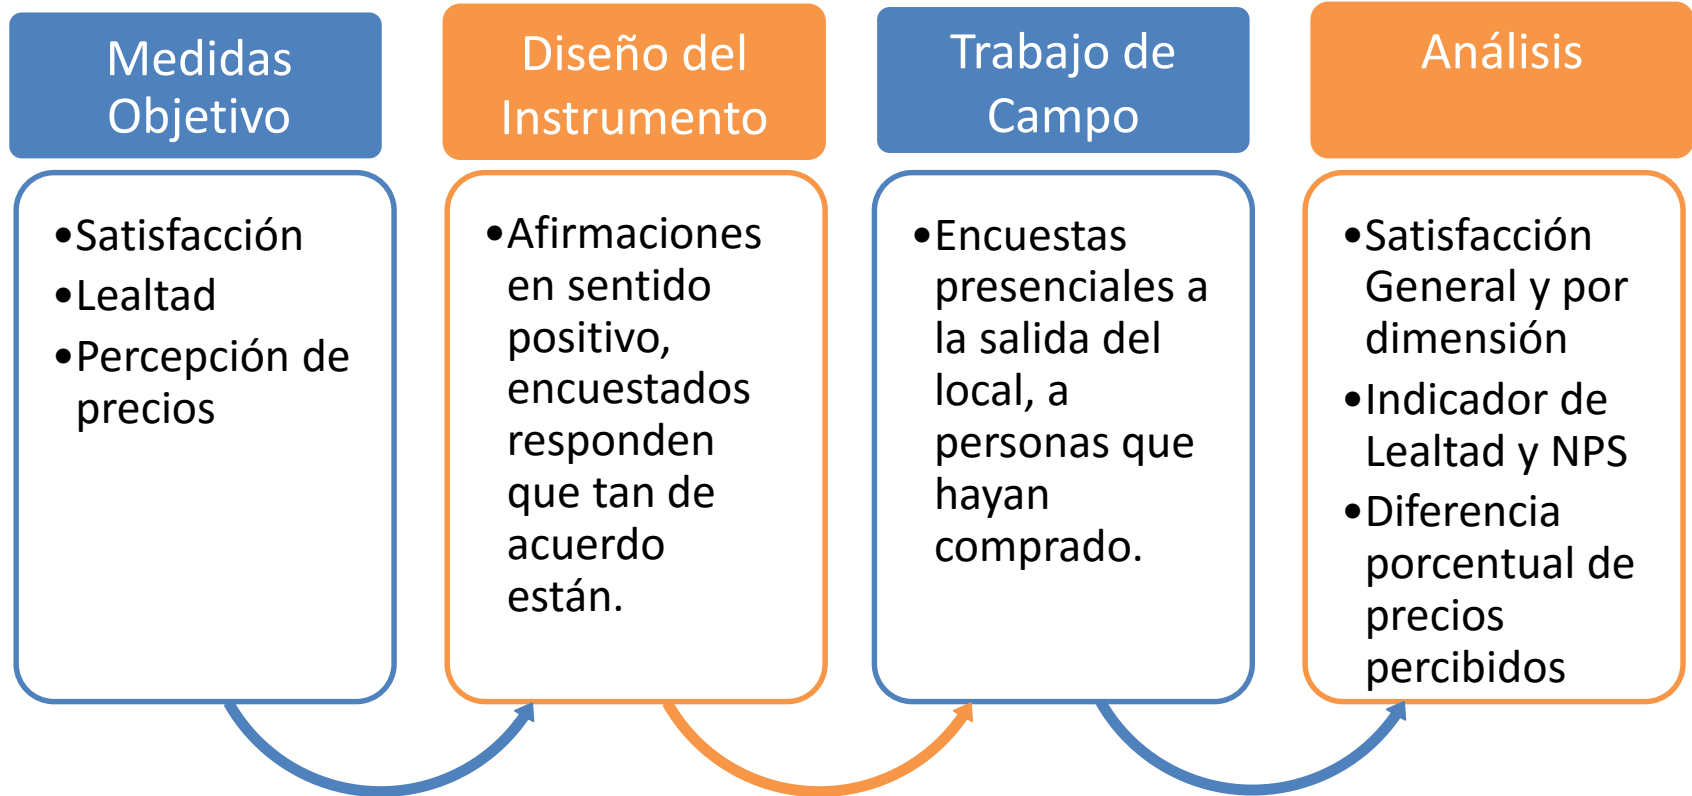 Medidas
Objetivo
•Satisfacción
•Lealtad
•Percepción de
precios
Diseño del
Instrumento
•Afirmaciones
en sentido
positivo,
encuestados
responden
que tan de
acuerdo
están.
Trabajo de
Campo
•Encuestas
presenciales a
la salida del
local, a
personas que
hayan
comprado.
Análisis
•Satisfacción
General y por
dimensión
•Indicador de
Lealtad y NPS
•Diferencia
porcentual de
precios
percibidos